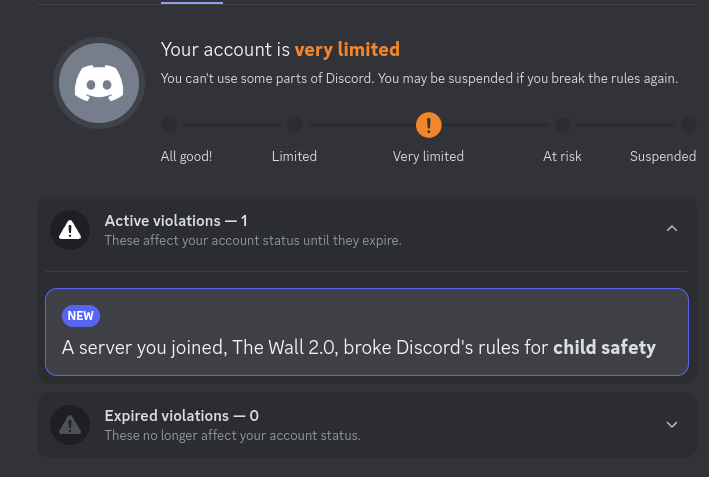 Your account is very limited
You can't use some parts of Discord. You may be suspended if you break the rules again.
All good! Limited Very limited At risk Suspended
Active violations — 1
These affect your account status until they expire.
NEW
A server you joined, The Wall 2.0, broke Discord's rules for child safety
Expired violations — 0
These no longer affect your account status.